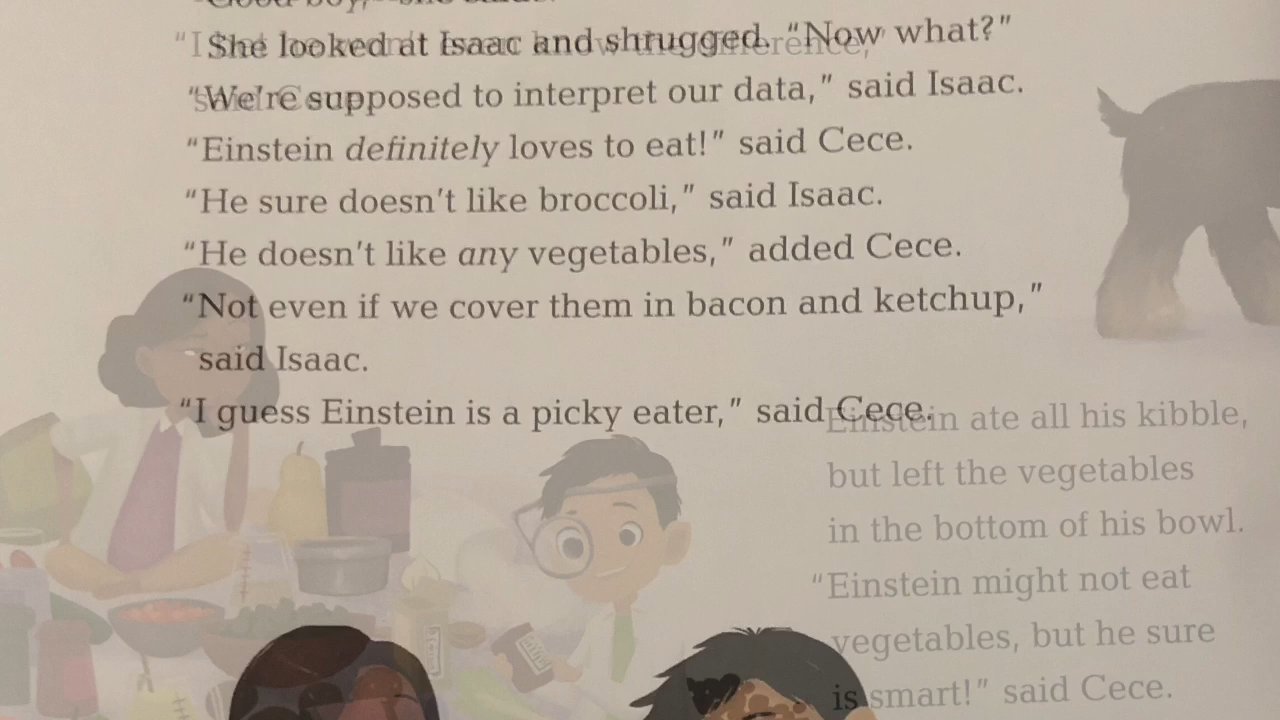 She looked at Isaac and shrugged. “Now what?”
“We’re supposed to interpret our data,” said Isaac.
“Einstein definitely loves to eat!” said Cece.
“He sure doesn’t like broccoli,” said Isaac.
“He doesn’t like any vegetables,” added Cece.
“Not even if we cover them in bacon and ketchup,”
said Isaac.
“I guess Einstein is a picky eater,” said Cece.
Einstein ate all his kibble,
but left the vegetables
in the bottom of his bowl.
“Einstein might not eat
vegetables, but he sure
is smart!” said Cece.